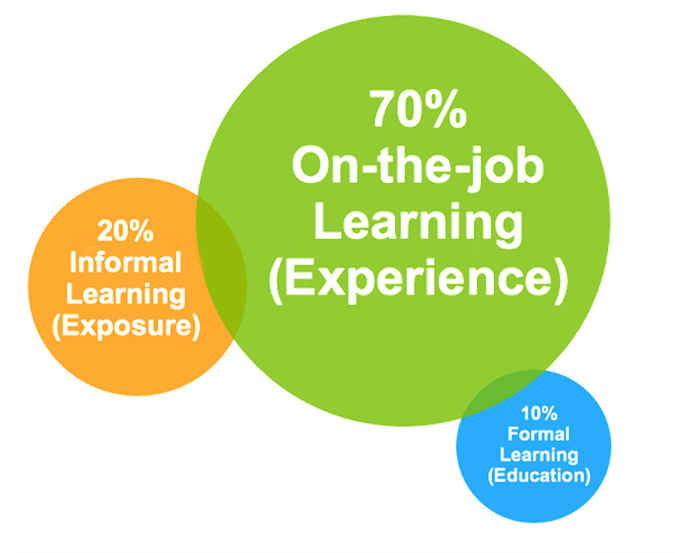 70%
On-the-job
Learning
(Experience)
20%
Informal
Learning
(Exposure)
10%
Formal
Learning
(Education)